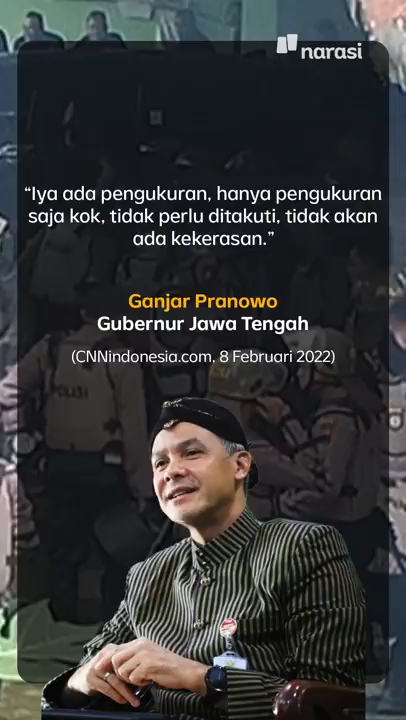 narasi
“Iya ada pengukuran, hanya pengukuran
saja kok, tidak perlu ditakuti, tidak akan
ada kekerasan.”
Ganjar Pranowo
Gubernur Jawa Tengah
(CNNindonesia.com, 8 Februari 2022)
POLISI